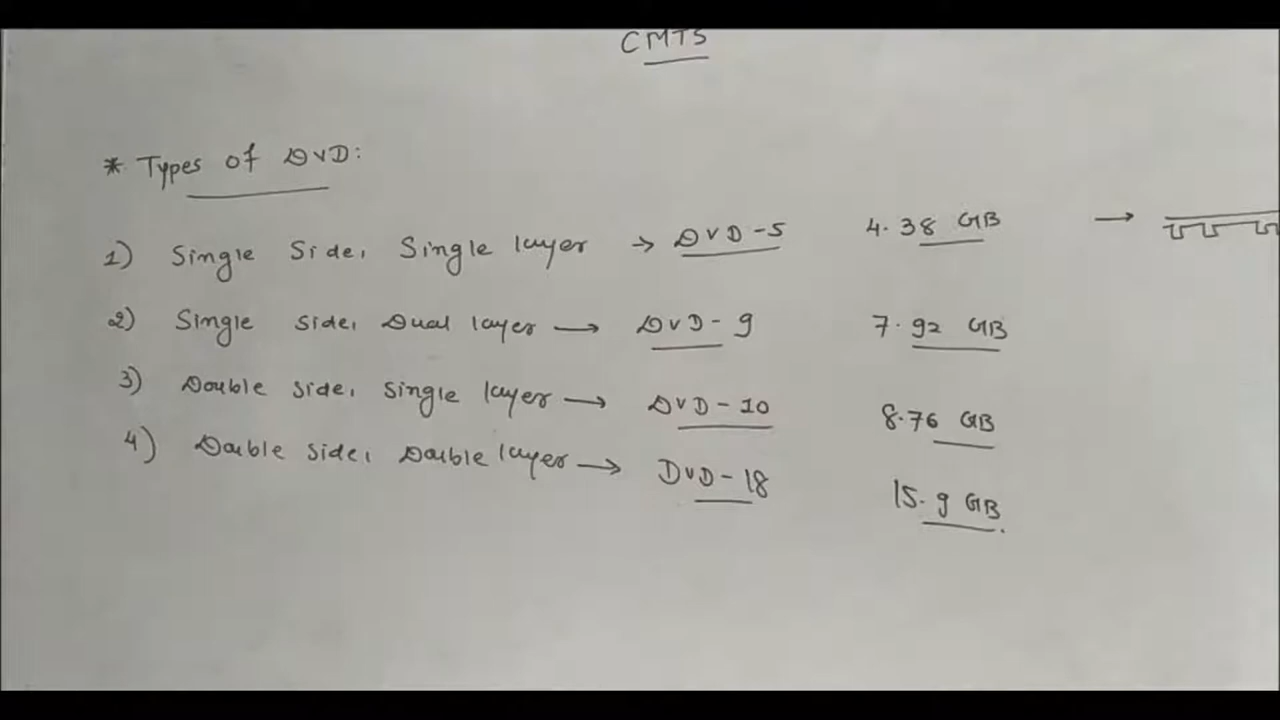 CMTS
* Types of DVD:
1) Single Side, Single layer → DVD-5 4.38 GB →
2) Single side, Dual layer → DVD-9 7.92 GB
3) Double side, Single layer → DVD-10 8.76 GB
4) Double side, Double layer → DVD-18 15.9 GB.